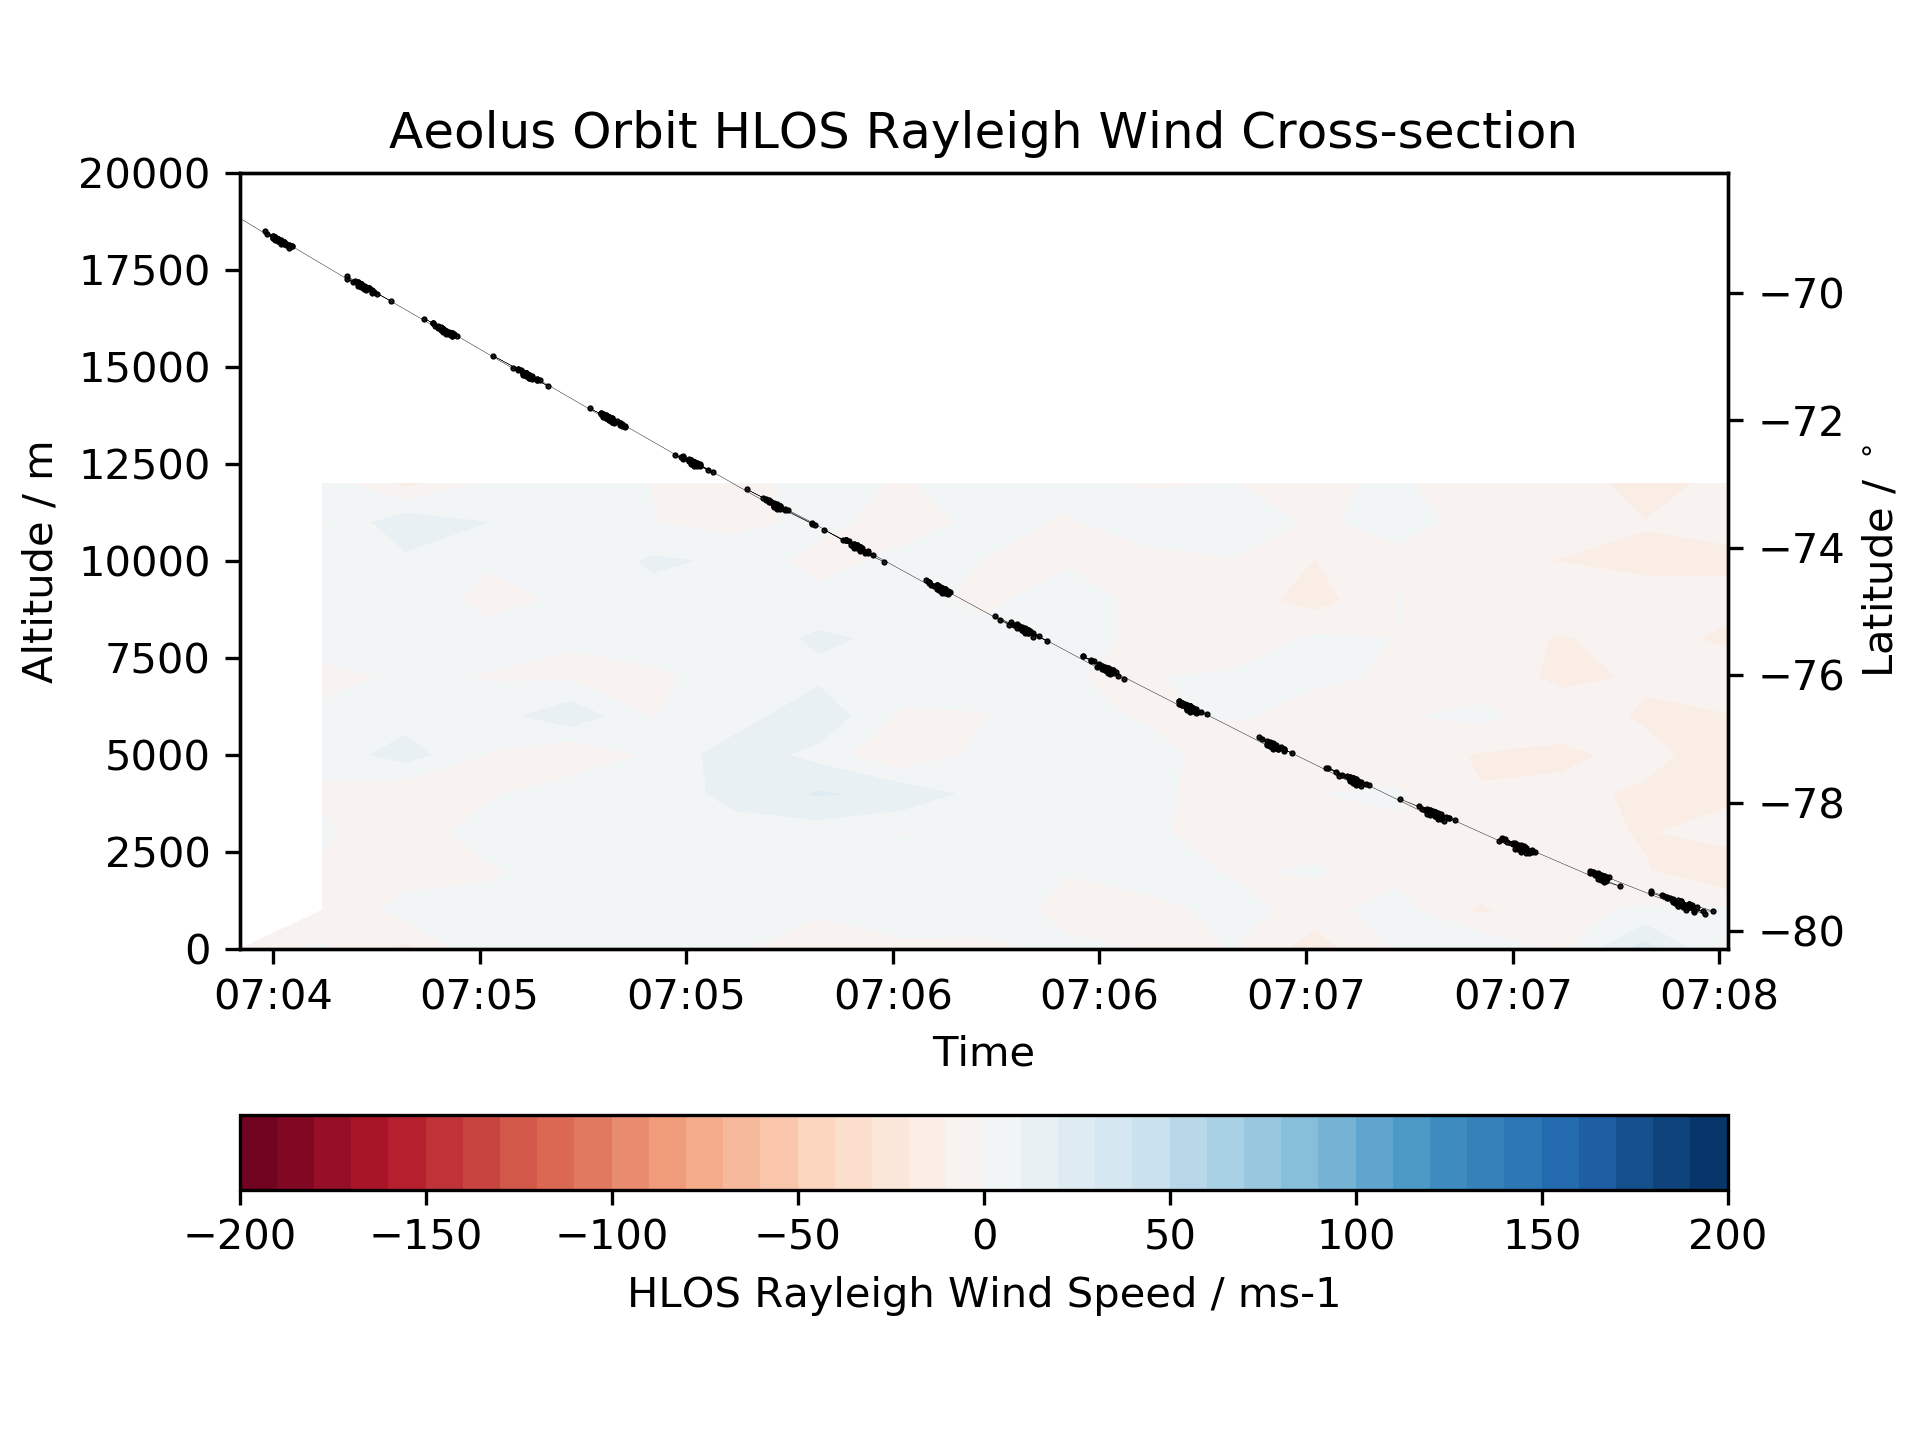 Aeolus Orbit HLOS Rayleigh Wind Cross-section
20000
17500
15000
12500
10000
7500
5000
2500
0
Altitude / m
−70
−72
−74
−76
−78
−80
Latitude / °
07:04 07:05 07:05 07:06 07:06 07:07 07:07 07:08
Time
−200 −150 −100 −50 0 50 100 150 200
HLOS Rayleigh Wind Speed / ms-1